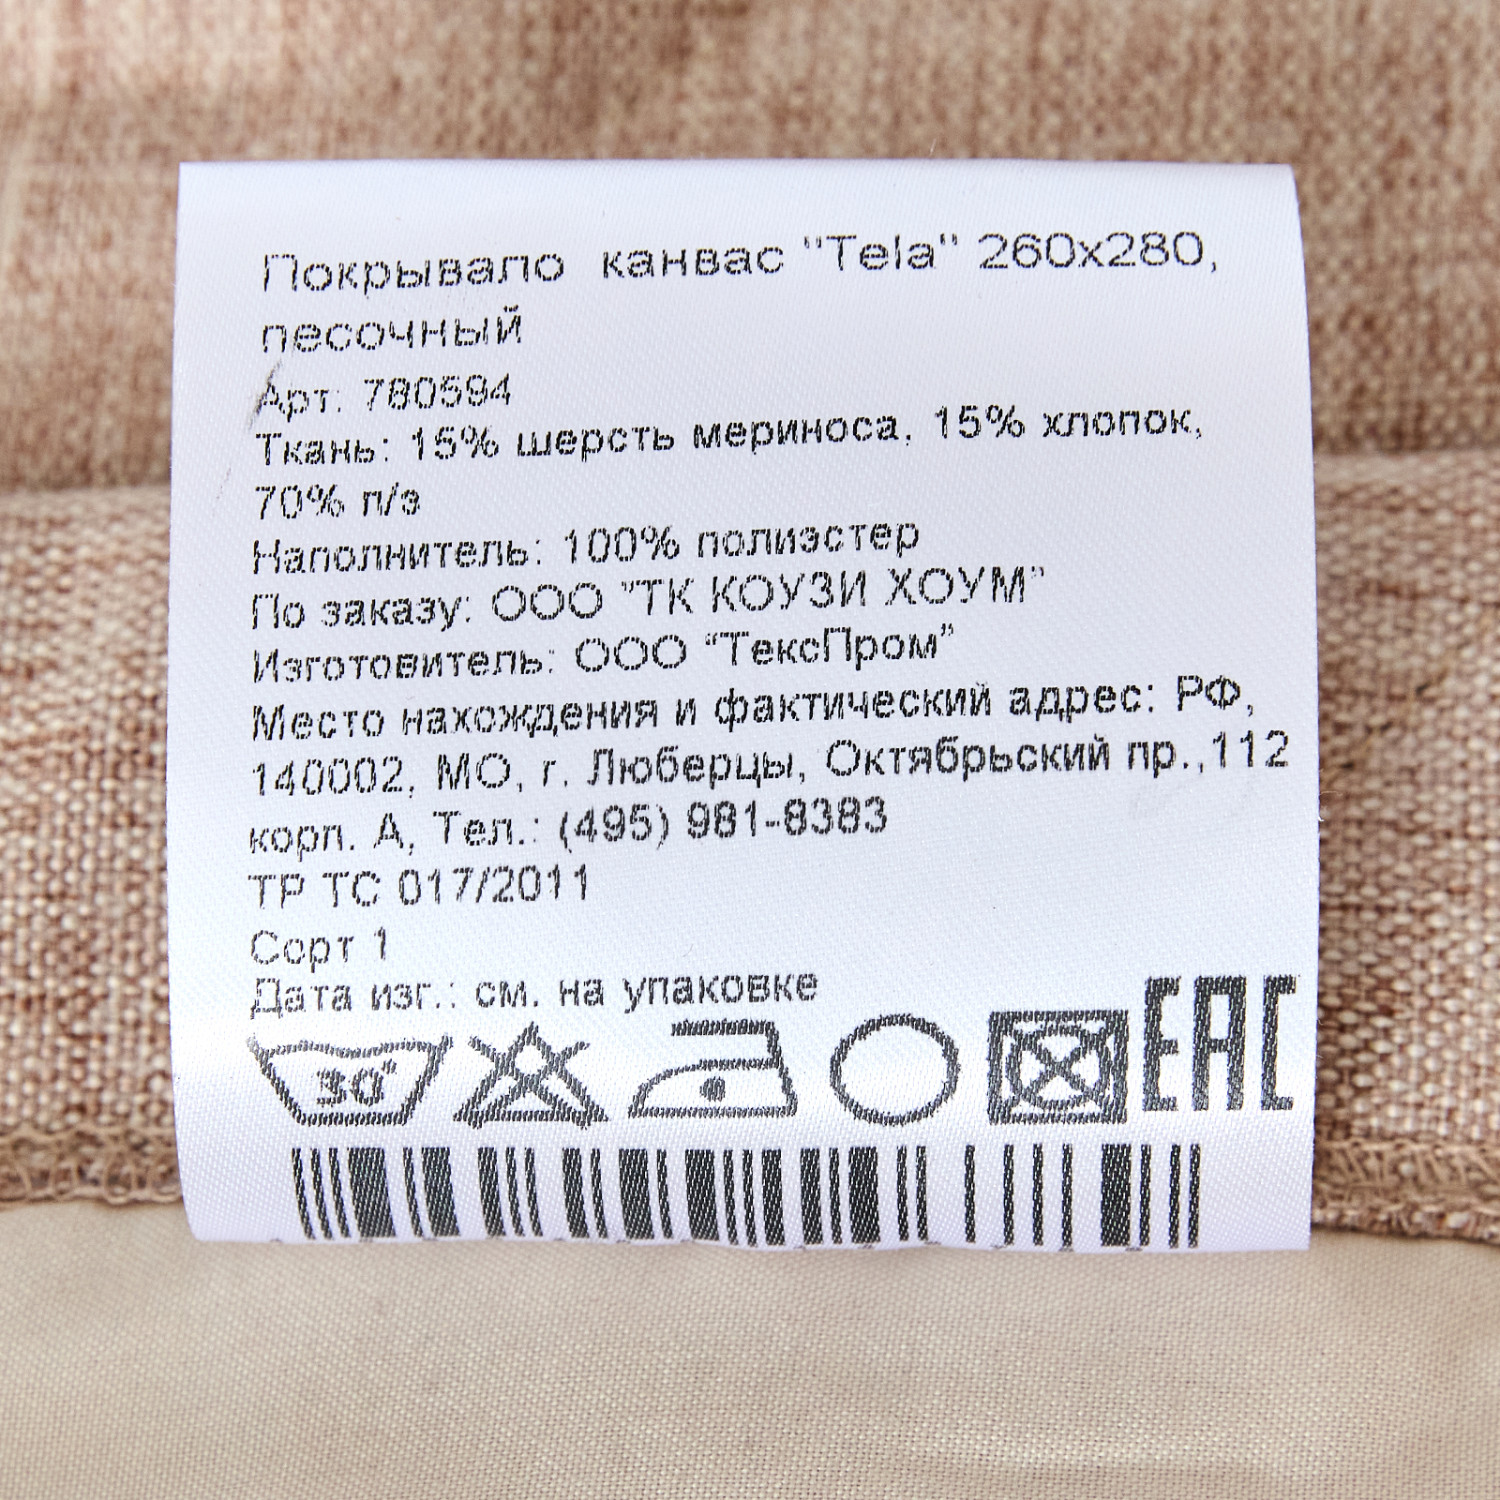 Покрывало канвас "Tela" 260x280,
песочный
Арт: 780594
Ткань: 15% шерсть мериноса, 15% хлопок,
70% п/э
Наполнитель: 100% полиэстер
По заказу: ООО "ТК КОУЗИ ХОУМ"
Изготовитель: ООО “ТексПром”
Место нахождения и фактический адрес: РФ,
140002, МО, г. Люберцы, Октябрьский пр.,112
корп. А, Тел.: (495) 981-8383
ТР ТС 017/2011
Сорт 1
Дата изг.: см. на упаковке
30° EAC